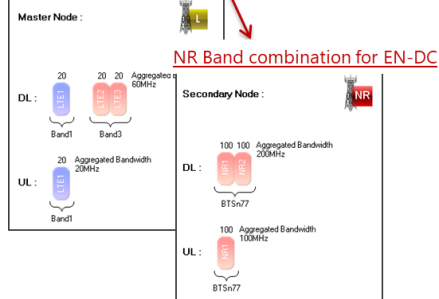 Master Node :
L
NR Band combination for EN-DC
20
20 20
Aggregated
60MHz
DL :
LTE1
LTE2
LTE3
Band1
Band3
20
Aggregated Bandwidth
20MHz
UL :
LTE1
Band1
Secondary Node :
NR
100 100
Aggregated Bandwidth
200MHz
DL :
NR1
NR2
BTSn77
100
Aggregated Bandwidth
100MHz
UL :
NR1
BTSn77